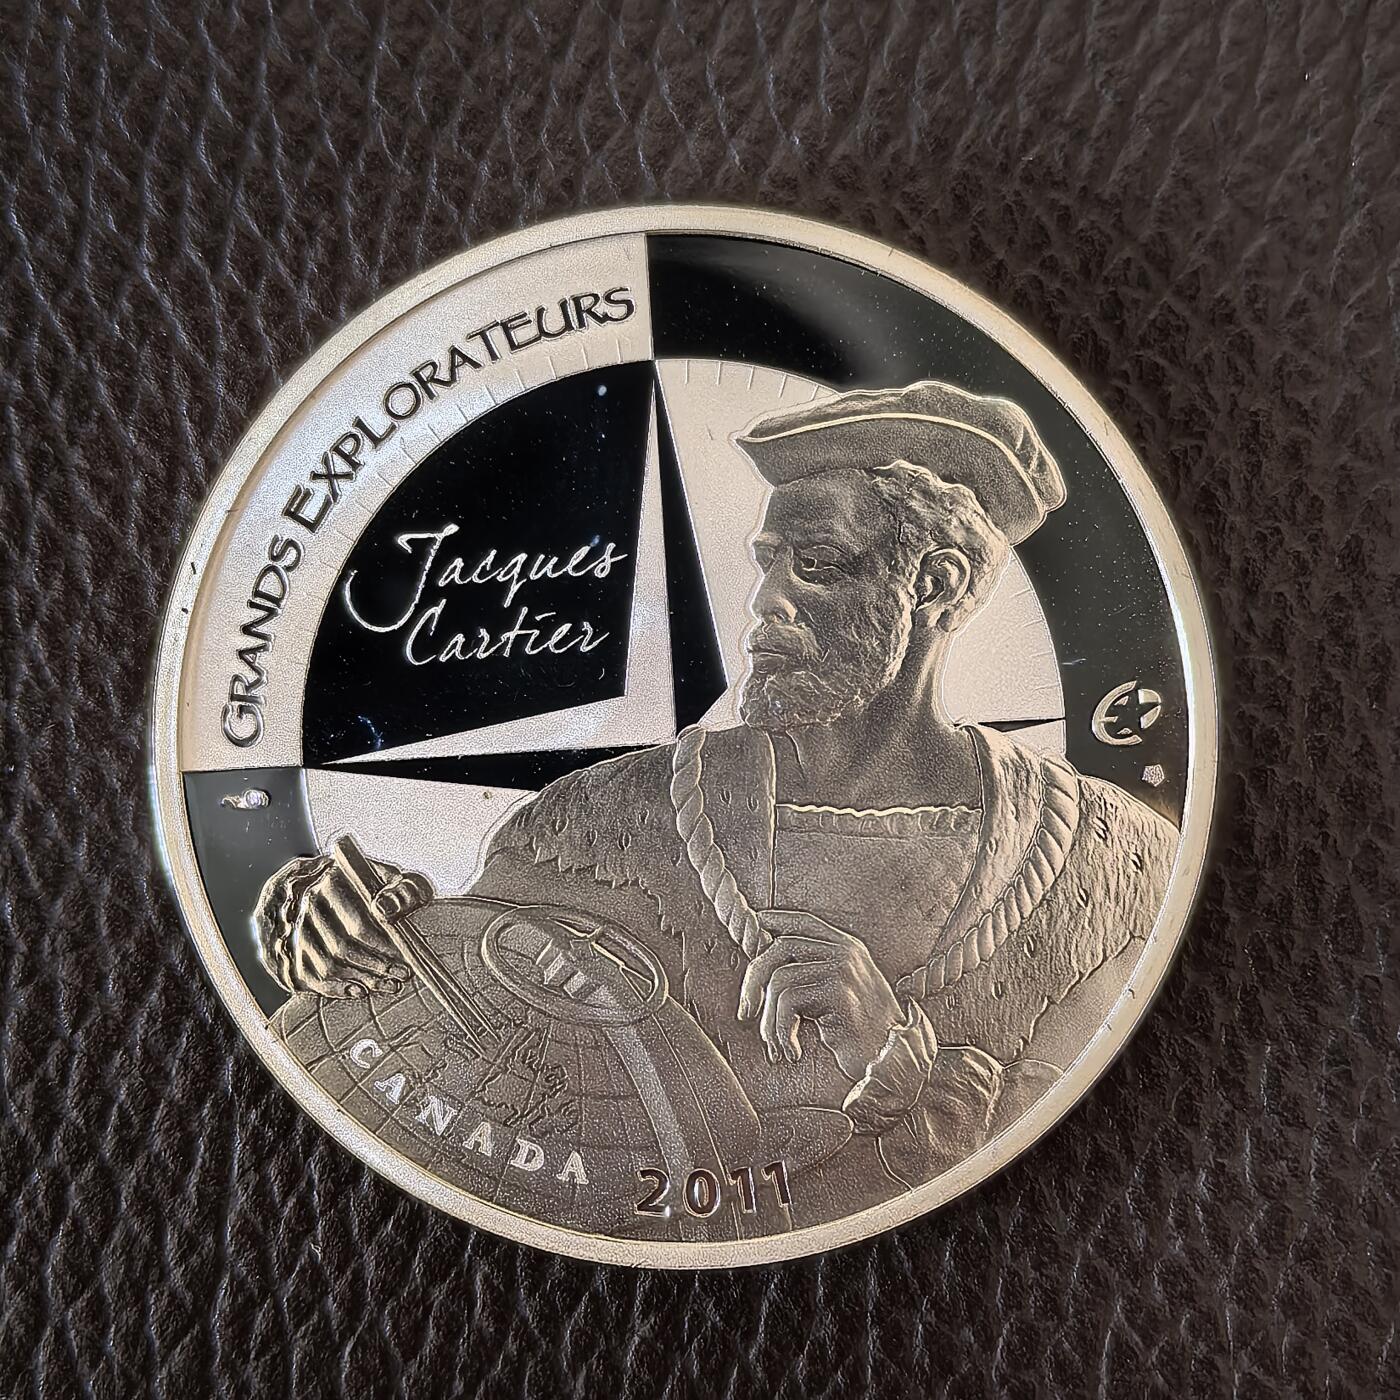 GRANDS EXPLORATEURS
Jacques
Cartier
CANADA
2011